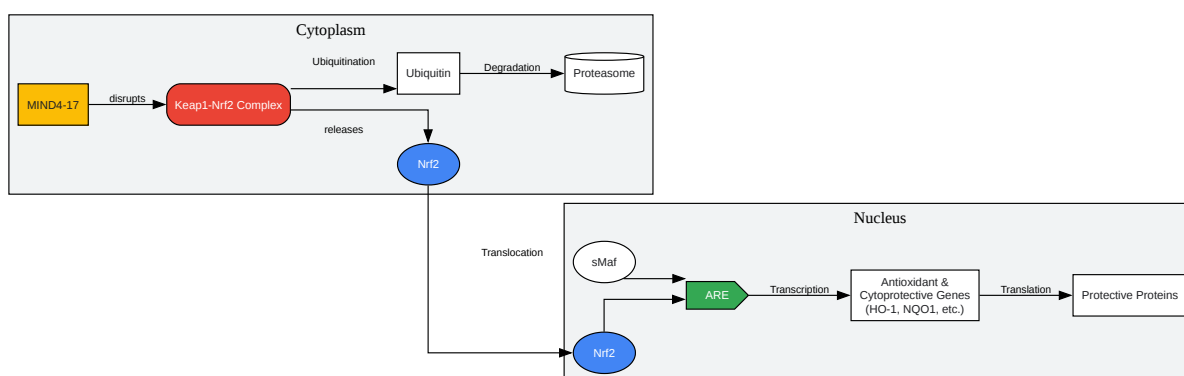 Cytoplasm
MIND4-17
disrupts
Keap1-Nrf2 Complex
Ubiquitination
Ubiquitin
Degradation
Proteasome
releases
Nrf2
Translocation
Nucleus
sMaf
Nrf2
ARE
Transcription
Antioxidant &
Cytoprotective Genes
(HO-1, NQO1, etc.)
Translation
Protective Proteins